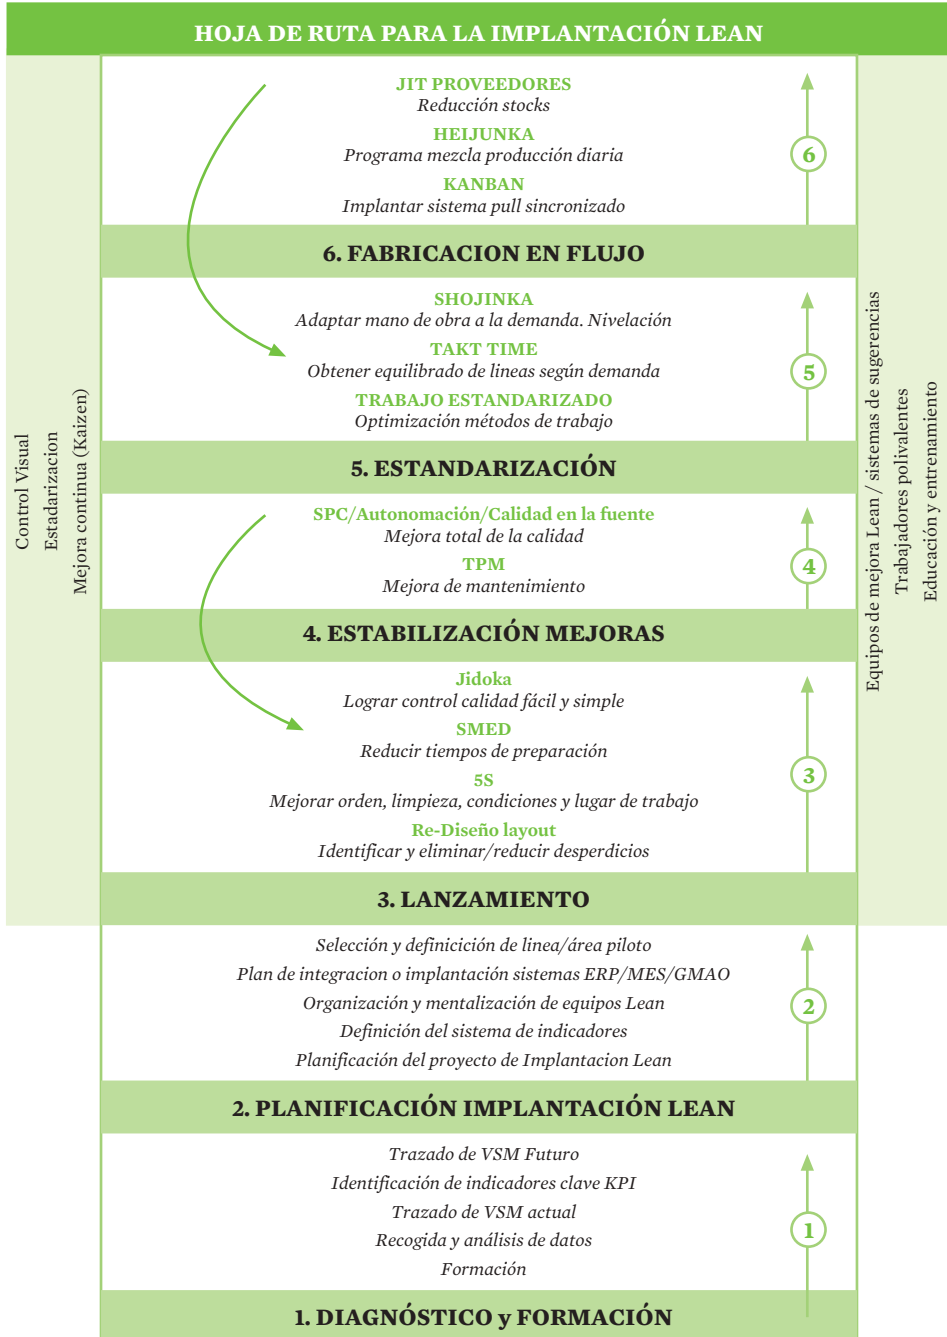 HOJA DE RUTA PARA LA IMPLANTACIÓN LEAN
Control Visual
Estadarizacion
Mejora continua (Kaizen)
JIT PROVEEDORES
Reducción stocks
HEIJUNKA
Programa mezcla producción diaria
KANBAN
Implantar sistema pull sincronizado
6
6. FABRICACION EN FLUJO
SHOJINKA
Adaptar mano de obra a la demanda. Nivelación
TAKT TIME
Obtener equilibrado de lineas según demanda
TRABAJO ESTANDARIZADO
Optimización métodos de trabajo
5
5. ESTANDARIZACIÓN
SPC/Autonomación/Calidad en la fuente
Mejora total de la calidad
TPM
Mejora de mantenimiento
4
4. ESTABILIZACIÓN MEJORAS
Jidoka
Lograr control calidad fácil y simple
SMED
Reducir tiempos de preparación
5S
Mejorar orden, limpieza, condiciones y lugar de trabajo
Re-Diseño layout
Identificar y eliminar/reducir desperdicios
3
3. LANZAMIENTO
Selección y definicición de linea/área piloto
Plan de integracion o implantación sistemas ERP/MES/GMAO
Organización y mentalización de equipos Lean
Definición del sistema de indicadores
Planificación del proyecto de Implantacion Lean
2
2. PLANIFICACIÓN IMPLANTACIÓN LEAN
Trazado de VSM Futuro
Identificación de indicadores clave KPI
Trazado de VSM actual
Recogida y análisis de datos
Formación
1
1. DIAGNÓSTICO y FORMACIÓN
Equipos de mejora Lean / sistemas de sugerencias
Trabajadores polivalentes
Educación y entrenamiento